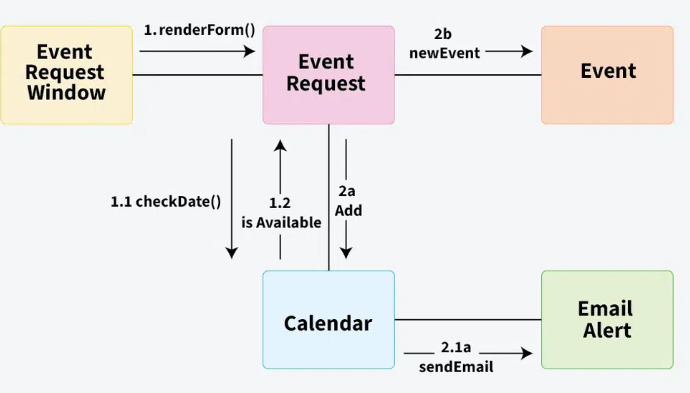 1. renderForm()
Event
Request
Window
Event
Request
2b
newEvent
Event
1.1 checkDate()
1.2
is Available
2a
Add
Calendar
Email
Alert
2.1a
sendEmail